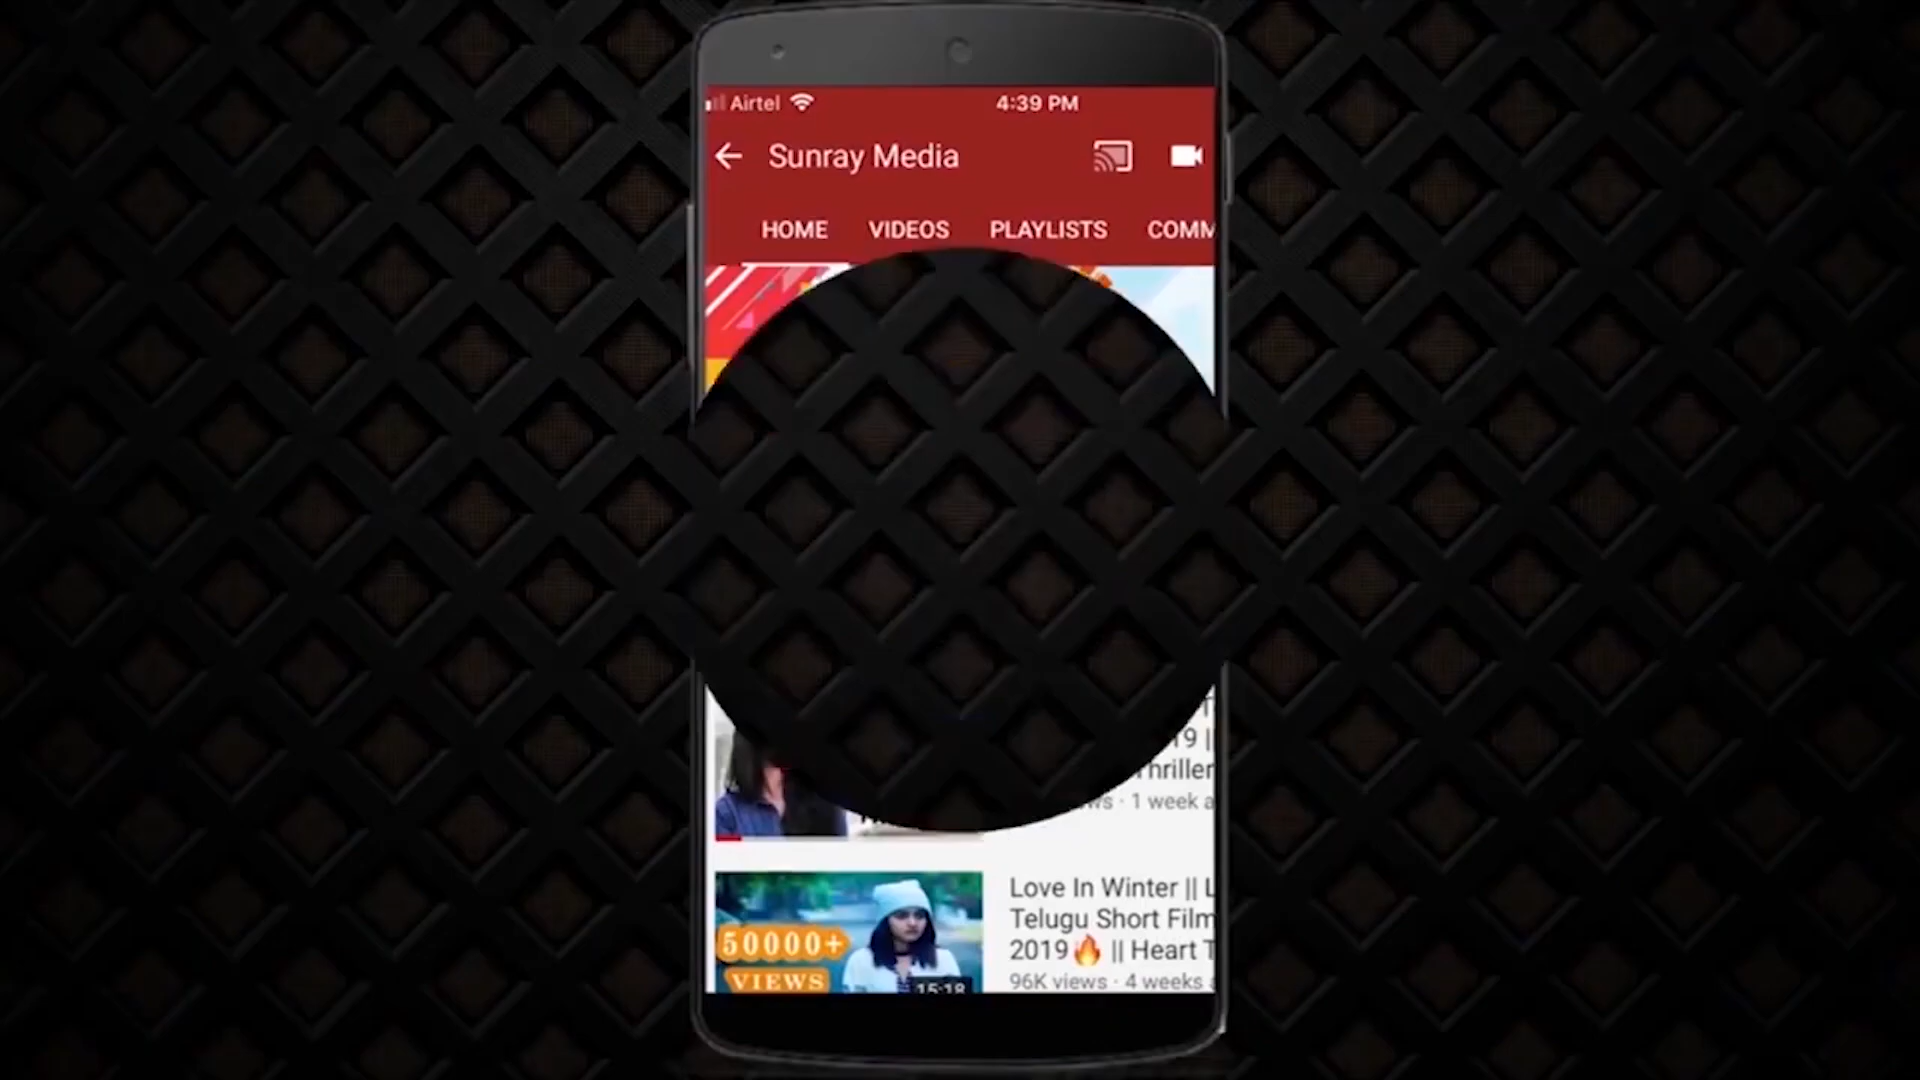 Airtel 4:39 PM
Sunray Media
HOME VIDEOS PLAYLISTS COMM
19 ||
Thriller
1 week a
Love In Winter || L
Telugu Short Film
2019🔥 || Heart T
96K views · 4 weeks a
50000+
VIEWS
15:18